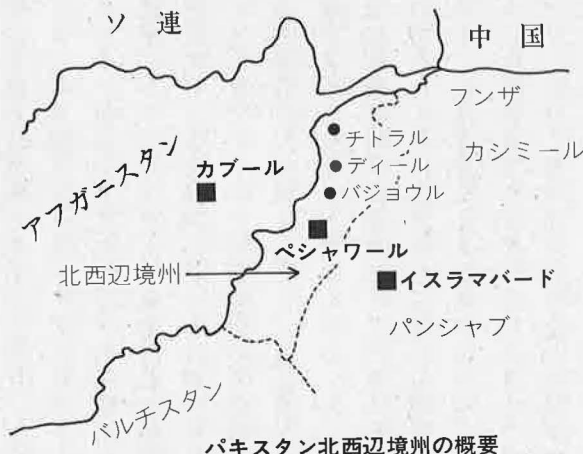 ソ連
中国
フンザ
チトラル
カシミール
ディール
アフガニスタン
カブール
バジョウル
ペシャワール
北西辺境州
イスラマバード
パンシャブ
バルチスタン
パキスタン北西辺境州の概要